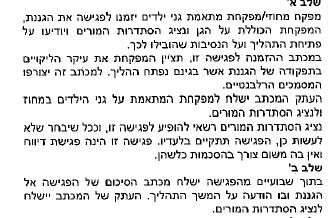 שלב א'
מפקח מחוזי/מפקחת מתאמת גני ילדים יזמנו לפגישה את הגננת,
המפקחת הכוללת על הגן ונציג הסתדרות המורים ויודיעו על
פתיחת התהליך ועל הנסיבות שהובילו לכך.
במכתב ההזמנה לפגישה זו, תציין המפקחת את עיקר הליקויים
בתפקודה של הגננת אשר בגינם נפתח ההליך. למכתב זה יצורפו
המסמכים הרלבנטיים.
העתק המכתב ישלח למפקחת המתאמת על גני הילדים במחוז
ולנציג הסתדרות המורים.
נציג הסתדרות המורים רשאי להופיע לפגישה זו, וככל שיבחר שלא
לעשות כן, הפגישה תתקיים בלעדיו. פגישה זו הינה פגישת דיווח
ואין בה משום צורך בהסכמות כלשהן.
שלב ב'
בתוך שבועיים מהפגישה ישלח מכתב הסיכום של הפגישה אל
הגננת ובו הודעה על המשך התהליך. העתק של המכתב יישלח
לנציג הסתדרות המורים.